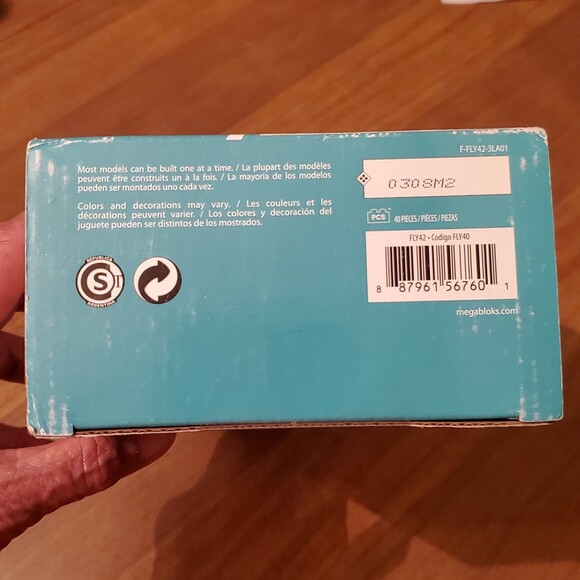 F-FLY42-3LA01
Most models can be built one at a time. / La plupart des modèles
peuvent être construits un à la fois. / La mayoría de los modelos
pueden ser montados uno cada vez.
Colors and decorations may vary. / Les couleurs et les
décorations peuvent varier. / Los colores y decoración del
juguete pueden ser distintos de los mostrados.
0308M2
PCS 40 PIECES / PIÈCES / PIEZAS
FLY42 • Codigo FLY40
8 87961 56760 1
megabloks.com
REPUBLICA
S T
ARGENTINA